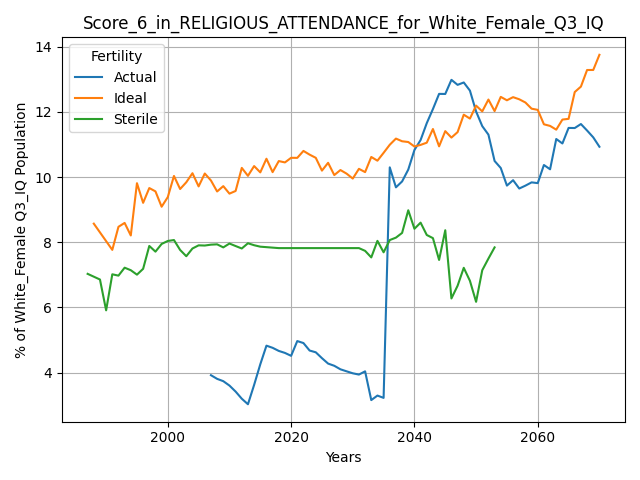 Score_6_in_RELIGIOUS_ATTENDANCE_for_White_Female_Q3_IQ
Fertility
Actual
Ideal
Sterile
% of White_Female Q3_IQ Population
14
12
10
8
6
4
2000
2020
2040
2060
Years